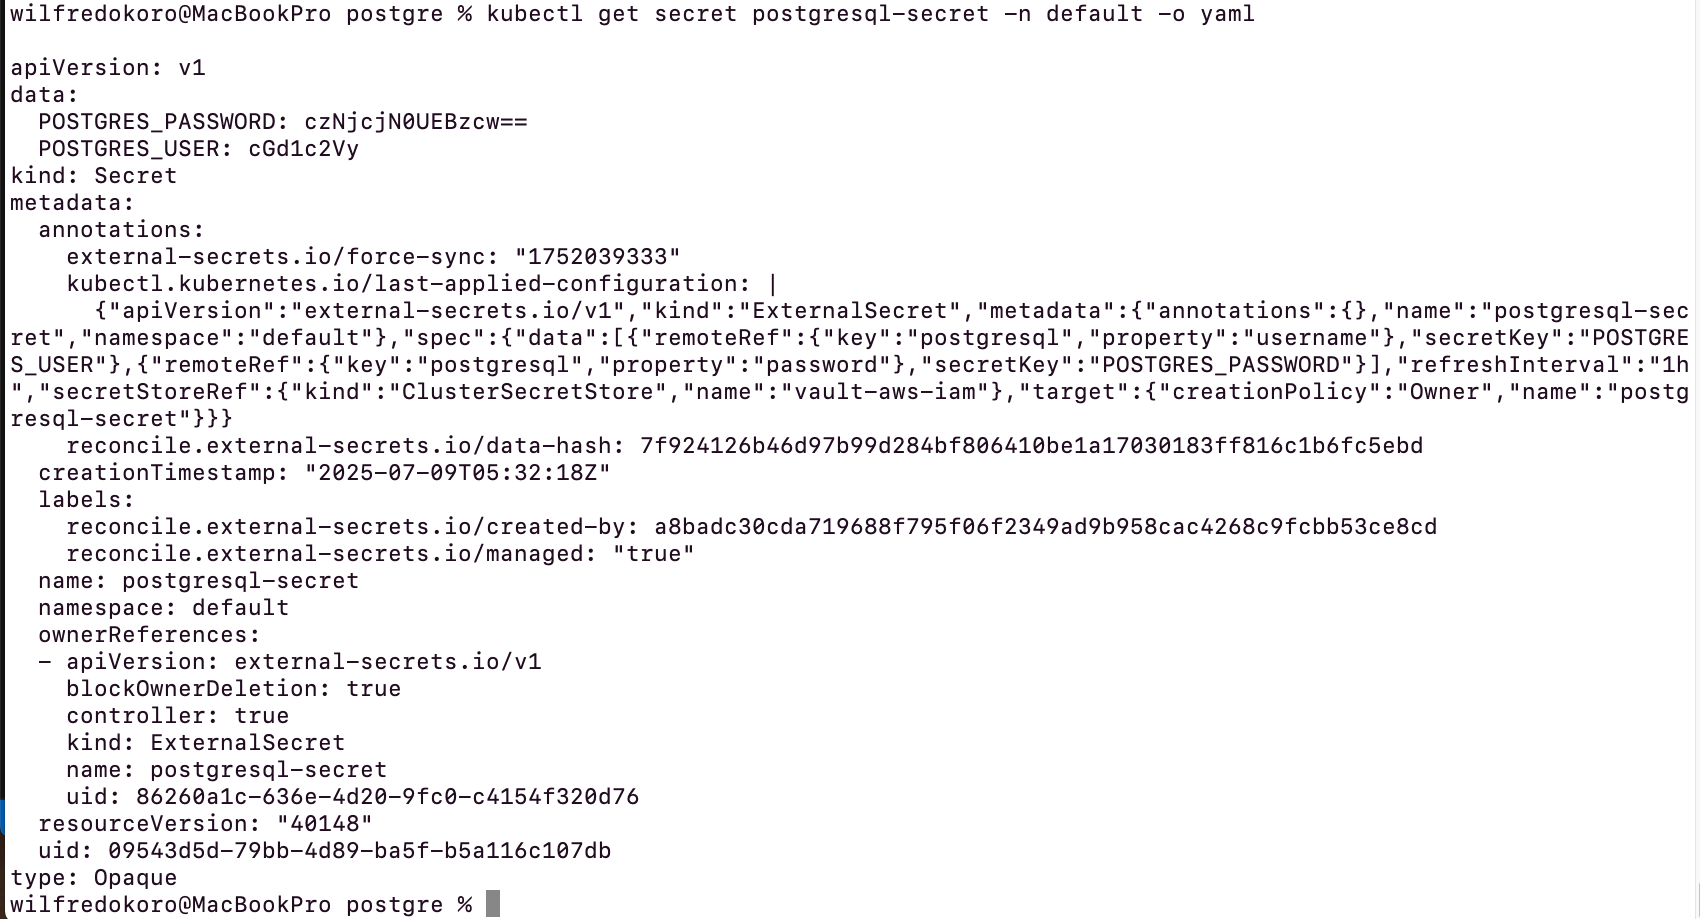 wilfredokoro@MacBookPro postgre % kubectl get secret postgresql-secret -n default -o yaml
apiVersion: v1
data:
  POSTGRES_PASSWORD: czNjcjN0UEBzcw==
  POSTGRES_USER: cGd1c2Vy
kind: Secret
metadata:
  annotations:
    external-secrets.io/force-sync: "1752039333"
    kubectl.kubernetes.io/last-applied-configuration: |
      {"apiVersion":"external-secrets.io/v1","kind":"ExternalSecret","metadata":{"annotations":{},"name":"postgresql-sec
ret","namespace":"default"},"spec":{"data":[{"remoteRef":{"key":"postgresql","property":"username"},"secretKey":"POSTGRE
S_USER"},{"remoteRef":{"key":"postgresql","property":"password"},"secretKey":"POSTGRES_PASSWORD"}],"refreshInterval":"1h
","secretStoreRef":{"kind":"ClusterSecretStore","name":"vault-aws-iam"},"target":{"creationPolicy":"Owner","name":"postg
resql-secret"}}}
    reconcile.external-secrets.io/data-hash: 7f924126b46d97b99d284bf806410be1a17030183ff816c1b6fc5ebd
  creationTimestamp: "2025-07-09T05:32:18Z"
  labels:
    reconcile.external-secrets.io/created-by: a8badc30cda719688f795f06f2349ad9b958cac4268c9fcbb53ce8cd
    reconcile.external-secrets.io/managed: "true"
  name: postgresql-secret
  namespace: default
  ownerReferences:
  - apiVersion: external-secrets.io/v1
    blockOwnerDeletion: true
    controller: true
    kind: ExternalSecret
    name: postgresql-secret
    uid: 86260a1c-636e-4d20-9fc0-c4154f320d76
  resourceVersion: "40148"
  uid: 09543d5d-79bb-4d89-ba5f-b5a116c107db
type: Opaque
wilfredokoro@MacBookPro postgre %